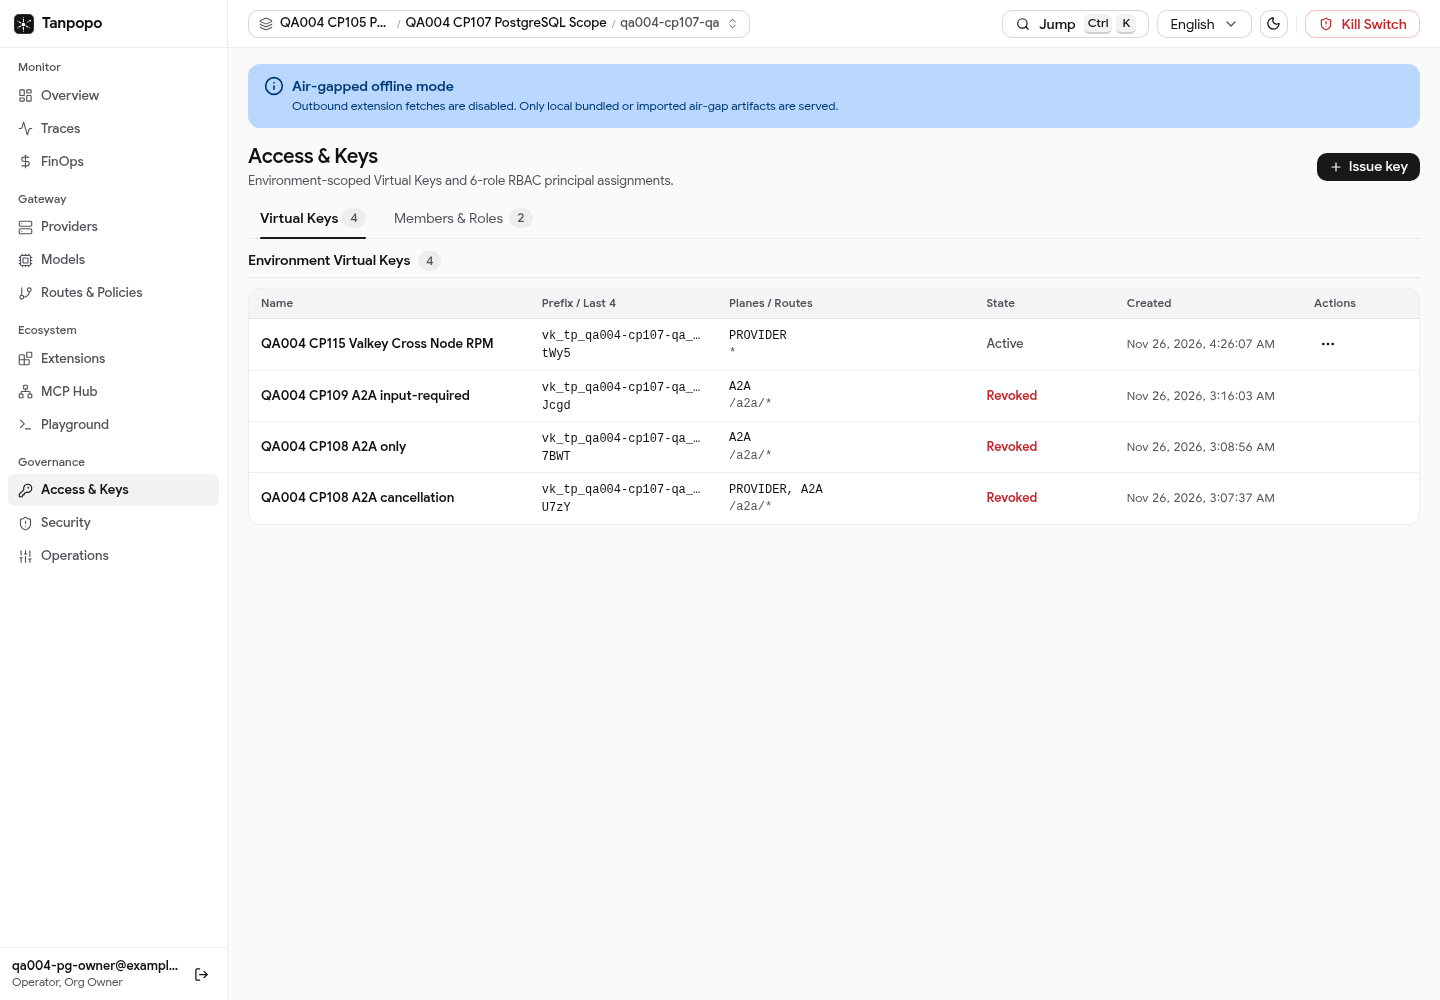 Tanpopo
QA004 CP105 P... / QA004 CP107 PostgreSQL Scope / qa004-cp107-qa
Jump Ctrl K
English
Kill Switch
Monitor
Overview
Traces
FinOps
Gateway
Providers
Models
Routes & Policies
Ecosystem
Extensions
MCP Hub
Playground
Governance
Access & Keys
Security
Operations
qa004-pg-owner@exampl...
Operator, Org Owner
Air-gapped offline mode
Outbound extension fetches are disabled. Only local bundled or imported air-gap artifacts are served.
Access & Keys
Environment-scoped Virtual Keys and 6-role RBAC principal assignments.
Issue key
Virtual Keys 4 Members & Roles 2
Environment Virtual Keys 4
Name Prefix / Last 4 Planes / Routes State Created Actions
QA004 CP115 Valkey Cross Node RPM vk_tp_qa004-cp107-qa_… PROVIDER Active Nov 26, 2026, 4:26:07 AM
tWy5 *
QA004 CP109 A2A input-required vk_tp_qa004-cp107-qa_… A2A Revoked Nov 26, 2026, 3:16:03 AM
Jcgd /a2a/*
QA004 CP108 A2A only vk_tp_qa004-cp107-qa_… A2A Revoked Nov 26, 2026, 3:08:56 AM
7BWT /a2a/*
QA004 CP108 A2A cancellation vk_tp_qa004-cp107-qa_… PROVIDER, A2A Revoked Nov 26, 2026, 3:07:37 AM
U7zY /a2a/*